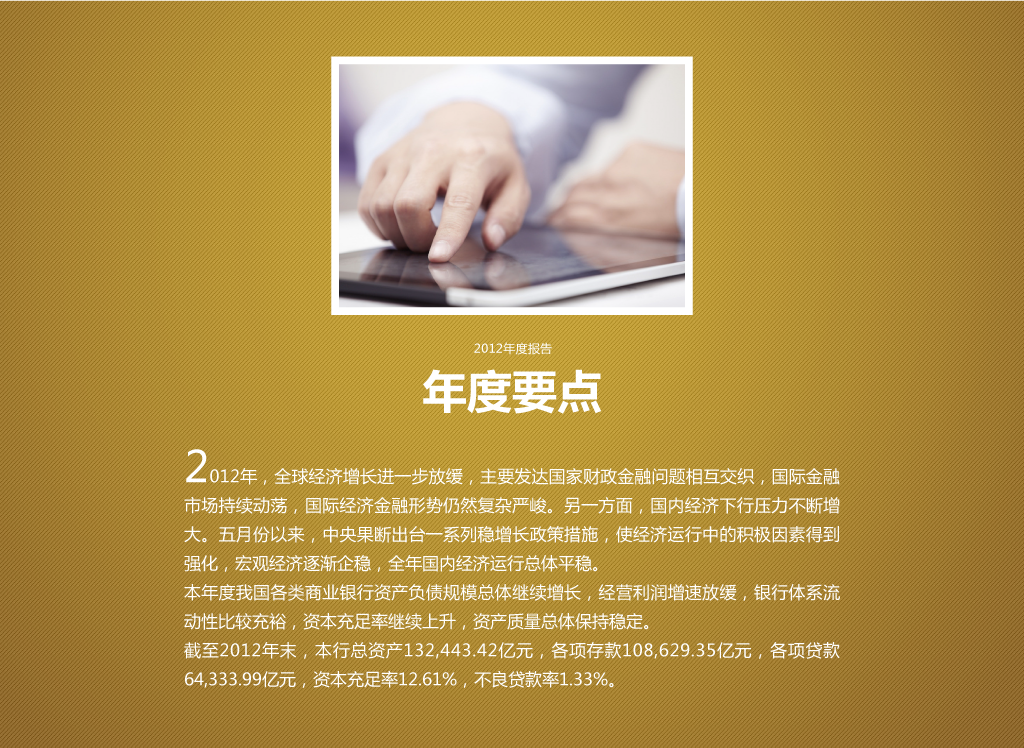 2012年度报告
年度要点
2012年，全球经济增长进一步放缓，主要发达国家财政金融问题相互交织，国际金融
市场持续动荡，国际经济金融形势仍然复杂严峻。另一方面，国内经济下行压力不断增
大。五月份以来，中央果断出台一系列稳增长政策措施，使经济运行中的积极因素得到
强化，宏观经济逐渐企稳，全年国内经济运行总体平稳。
本年度我国各类商业银行资产负债规模总体继续增长，经营利润增速放缓，银行体系流
动性比较充裕，资本充足率继续上升，资产质量总体保持稳定。
截至2012年末，本行总资产132,443.42亿元，各项存款108,629.35亿元，各项贷款
64,333.99亿元，资本充足率12.61%，不良贷款率1.33%。